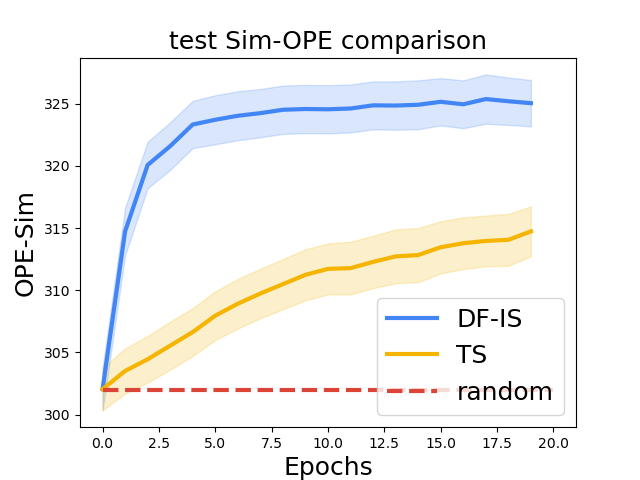 test Sim-OPE comparison
OPE-Sim
325
320
315
310
305
300
DF-IS
TS
random
0.0 2.5 5.0 7.5 10.0 12.5 15.0 17.5 20.0
Epochs